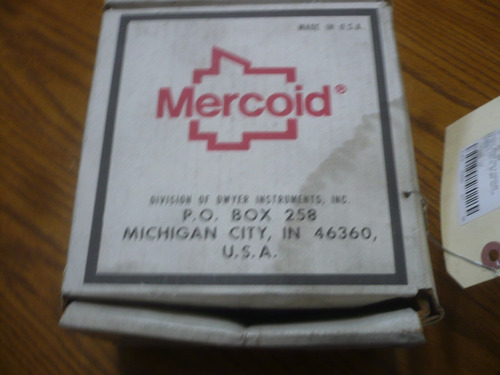 MADE IN U.S.A.
Mercoid®
DIVISION OF DWYER INSTRUMENTS, INC.
P.O. BOX 258
MICHIGAN CITY, IN 46360,
U.S.A.